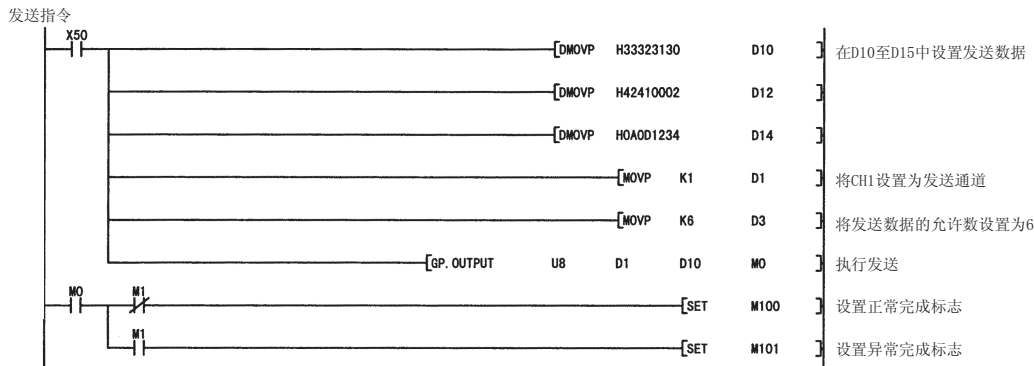 发送指令
X50
[DMOVP H33323130 D10 ] 在D10至D15中设置发送数据
[DMOVP H42410002 D12 ]
[DMOVP H0A0D1234 D14 ]
[MOVP K1 D1 ] 将CH1设置为发送通道
[MOVP K6 D3 ] 将发送数据的允许数设置为6
[GP.OUTPUT U8 D1 D10 M0 ] 执行发送
M0 M1
[SET M100 ] 设置正常完成标志
M1
[SET M101 ] 设置异常完成标志